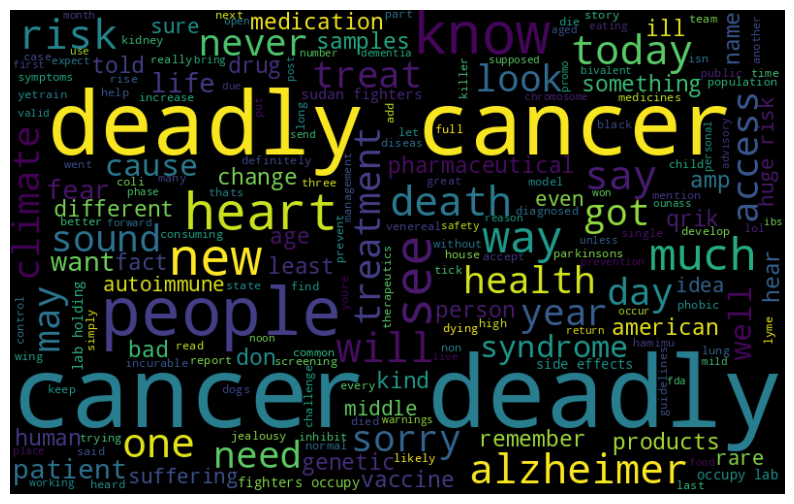 risk sure medication ill month next open part story team
kidney use never samples die aged dementia isn another
case really bring know today name
first expect told drug number post killer supposed bivalent
symptoms rise life treat look something eating public time
yetrain help increase due sudan fighters promo population
valid put long add chromosome medicines
deadly cancer
climate send let full black personal advisory
went definitely diseas
cause thats pharmaceutical say child access huge risk
fear coli many change three management great model mention
different phase heart treatment venereal death even won ounass amp
better forward prevent without diagnosed reason got qrik single develop lol ibs
sound consuming age safety way unless
want fact new least youre therapeutics see house accept parkinsons much prevention
autoimmune state find tick health day idea hear phobic
may control simply lab holding people noon dying high person year return occur american well lyme
wing bad read report screening common will non live syndrome hamimu lung mild
don incurable dogs side effects guidelines fda
cancer deadly
keep challenge every kind
human trying jealousy inhibit middle died warnings
place said one need normal sorry remember products rare
patient suffering genetic likely alzheimer food occupy lab
working heard fighters occupy vaccine last